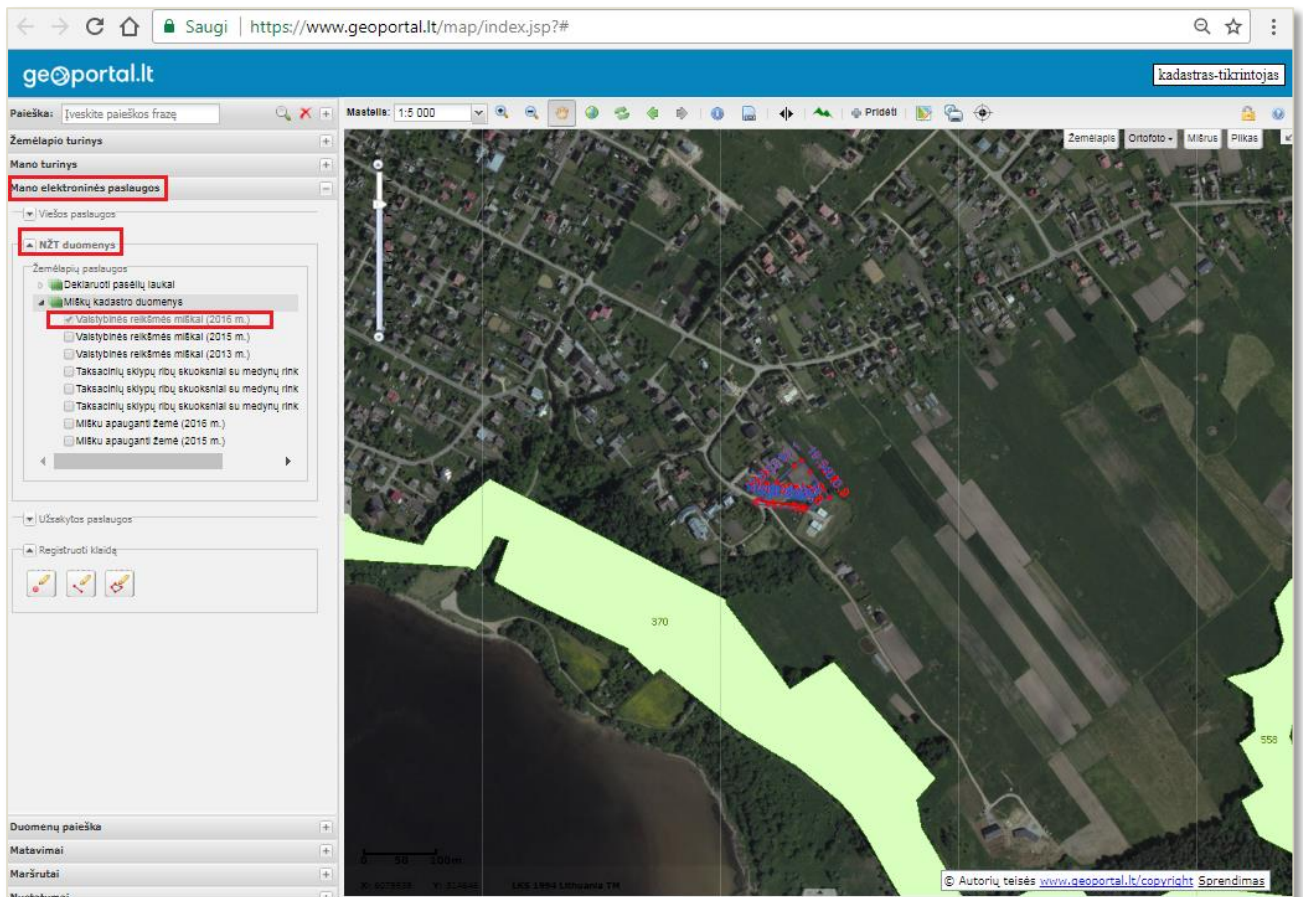 Saugi | https://www.geoportal.lt/map/index.jsp?#
geoportal.lt
kadastras-tikrintojas
Paieška: Įveskite paieškos frazę
Mastelis: 1:5 000
Pridėti
Žemėlapio turinys
Žemėlapis Ortofoto Mišrus Plikas
Mano turinys
Mano elektroninės paslaugos
Viešos paslaugos
NŽT duomenys
Žemėlapių paslaugos
Deklaruoti pasėlių laukai
Miškų kadastro duomenys
Valstybinės reikšmės miškai (2016 m.)
Valstybinės reikšmės miškai (2015 m.)
Valstybinės reikšmės miškai (2013 m.)
Taksacinių sklypų ribų skuoksniai su medynų rink
Taksacinių sklypų ribų skuoksniai su medynų rink
Taksacinių sklypų ribų skuoksniai su medynų rink
Mišku apauganti žemė (2016 m.)
Mišku apauganti žemė (2015 m.)
Užsakytos paslaugos
Registruoti klaidą
370
558
Duomenų paieška
Matavimai
Maršrutai
0 50 100m
LKS 1994 Lithuania TM
© Autorių teisės www.geoportal.lt/copyright Sprendimas